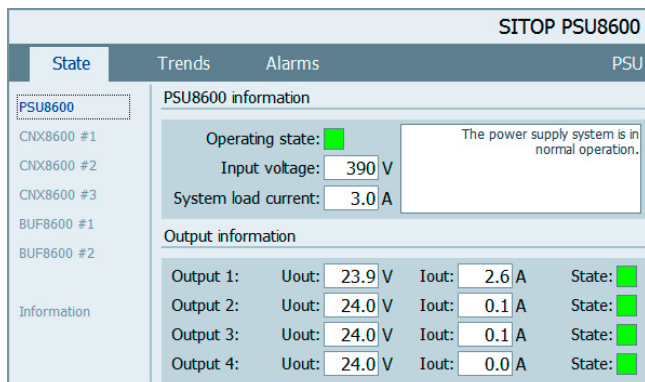 SITOP PSU8600
State Trends Alarms PSU
PSU8600
CNX8600 #1
CNX8600 #2
CNX8600 #3
BUF8600 #1
BUF8600 #2
Information
PSU8600 information
Operating state:
The power supply system is in
normal operation.
Input voltage: 390 V
System load current: 3.0 A
Output information
Output 1: Uout: 23.9 V Iout: 2.6 A State:
Output 2: Uout: 24.0 V Iout: 0.1 A State:
Output 3: Uout: 24.0 V Iout: 0.1 A State:
Output 4: Uout: 24.0 V Iout: 0.0 A State: